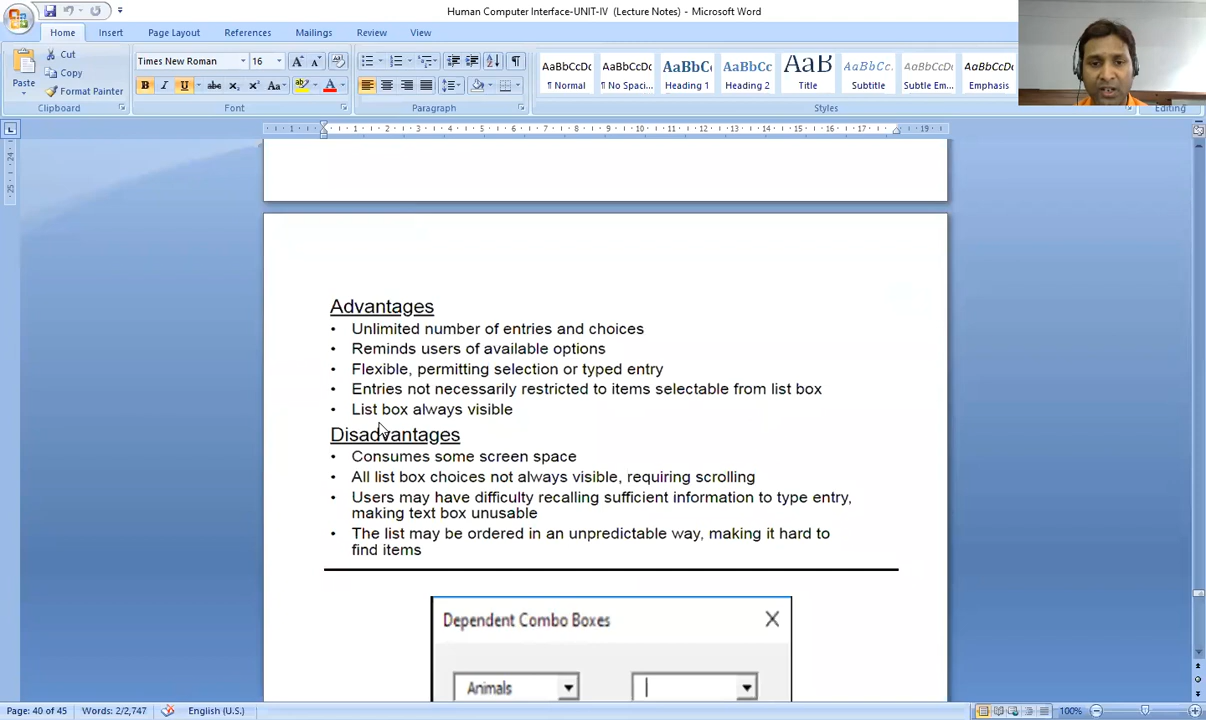 Human Computer Interface-UNIT-IV (Lecture Notes) - Microsoft Word
Home Insert Page Layout References Mailings Review View
Cut
Copy
Format Painter
Paste
Clipboard
Times New Roman 16
Font
Paragraph
AaBbCcDc AaBbCcDc AaBbC AaBbCc AaB AaBbCcL AaBbCcDc AaBbCcDc
¶ Normal ¶ No Spaci... Heading 1 Heading 2 Title Subtitle Subtle Em... Emphasis
Styles
Editing
Advantages
• Unlimited number of entries and choices
• Reminds users of available options
• Flexible, permitting selection or typed entry
• Entries not necessarily restricted to items selectable from list box
• List box always visible
Disadvantages
• Consumes some screen space
• All list box choices not always visible, requiring scrolling
• Users may have difficulty recalling sufficient information to type entry,
making text box unusable
• The list may be ordered in an unpredictable way, making it hard to
find items
Dependent Combo Boxes
Animals
Page: 40 of 45 Words: 2/2,747 English (U.S.) 100%